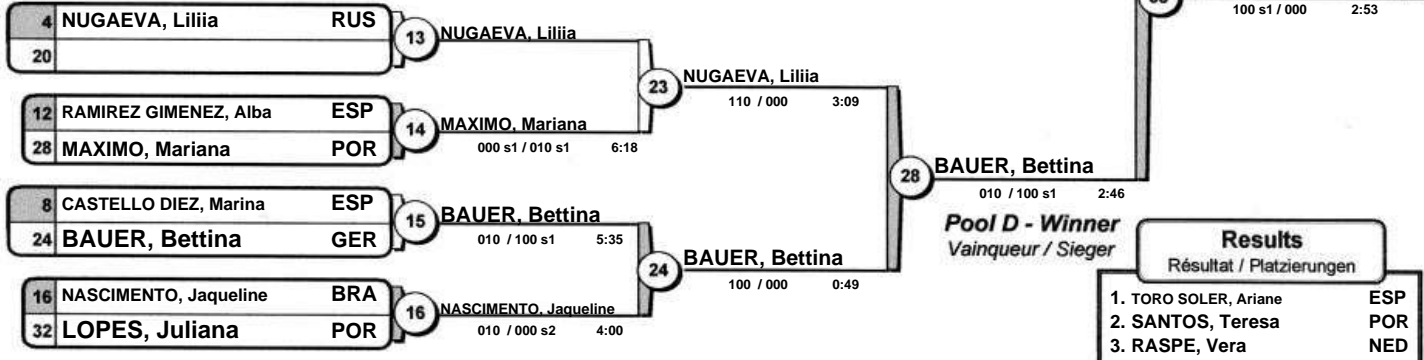 39
100 s1 / 000 2:53
4 NUGAEVA, Liliia RUS
20
13 NUGAEVA, Liliia
12 RAMIREZ GIMENEZ, Alba ESP
28 MAXIMO, Mariana POR
14 MAXIMO, Mariana
000 s1 / 010 s1 6:18
23 NUGAEVA, Liliia
110 / 000 3:09
8 CASTELLO DIEZ, Marina ESP
24 BAUER, Bettina GER
15 BAUER, Bettina
010 / 100 s1 5:35
16 NASCIMENTO, Jaqueline BRA
32 LOPES, Juliana POR
16 NASCIMENTO, Jaqueline
010 / 000 s2 4:00
24 BAUER, Bettina
100 / 000 0:49
28 BAUER, Bettina
010 / 100 s1 2:46
Pool D - Winner
Vainqueur / Sieger
Results
Résultat / Platzierungen
1. TORO SOLER, Ariane ESP
2. SANTOS, Teresa POR
3. RASPE, Vera NED